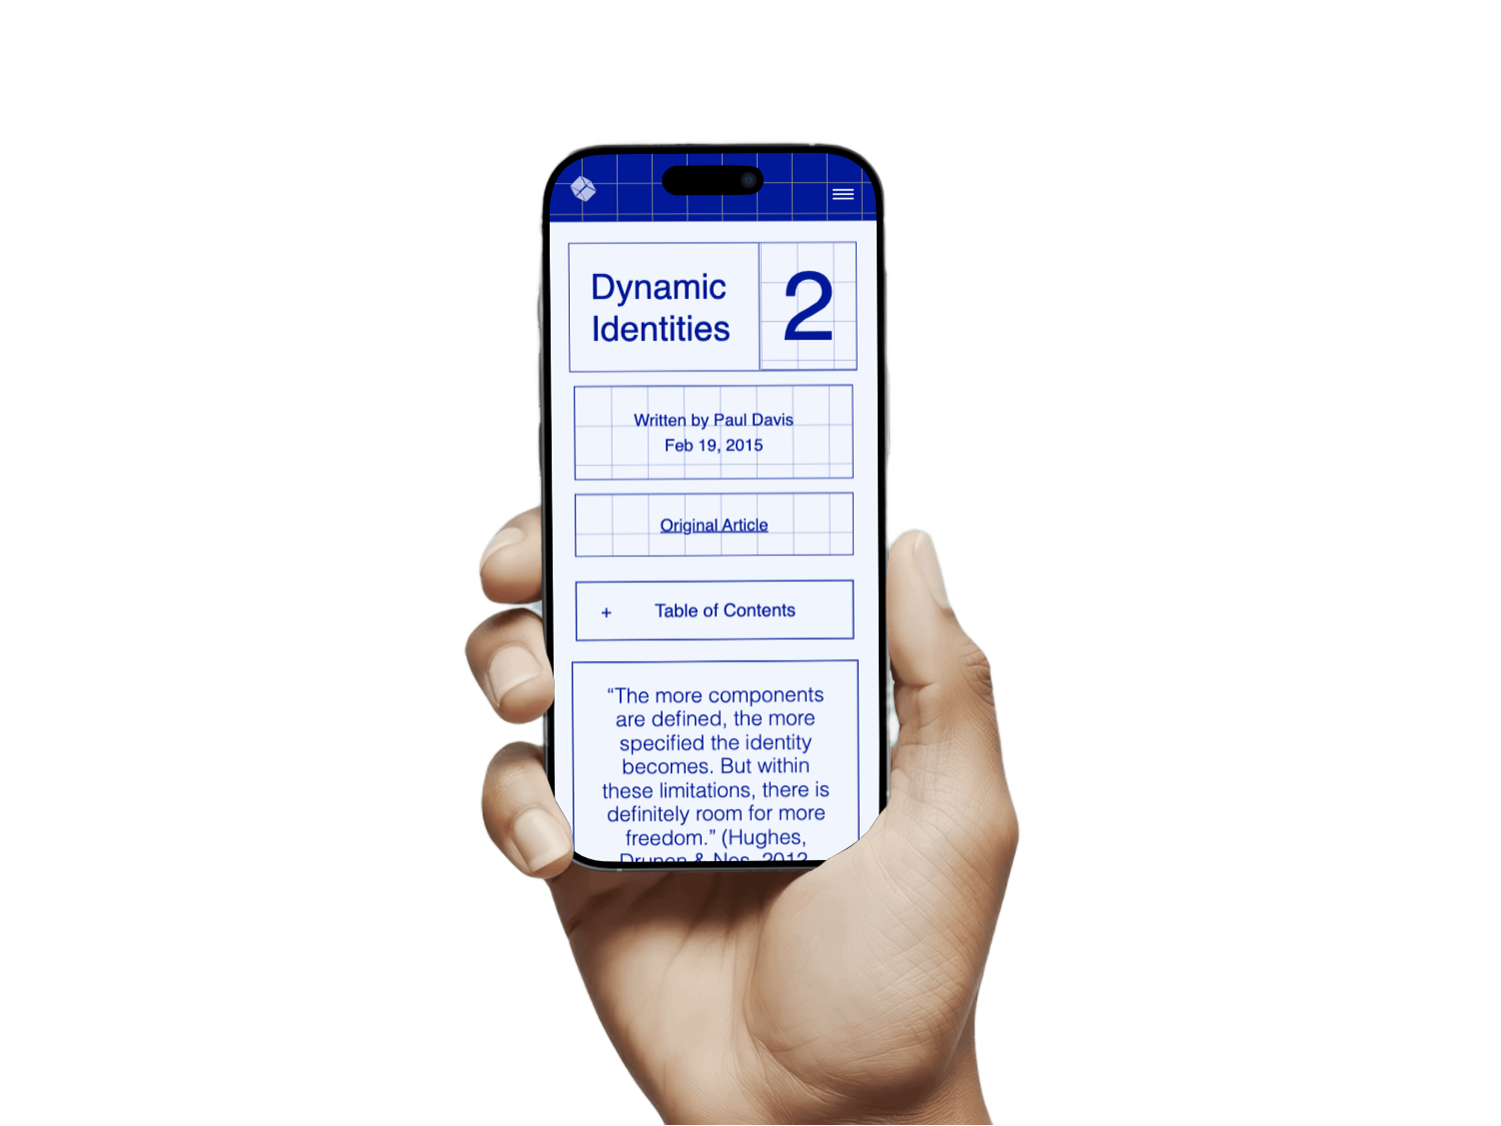 Dynamic
Identities
2
Written by Paul Davis
Feb 19, 2015
Original Article
+ Table of Contents
“The more components
are defined, the more
specified the identity
becomes. But within
these limitations, there is
definitely room for more
freedom.” (Hughes,
& Nes, 2012